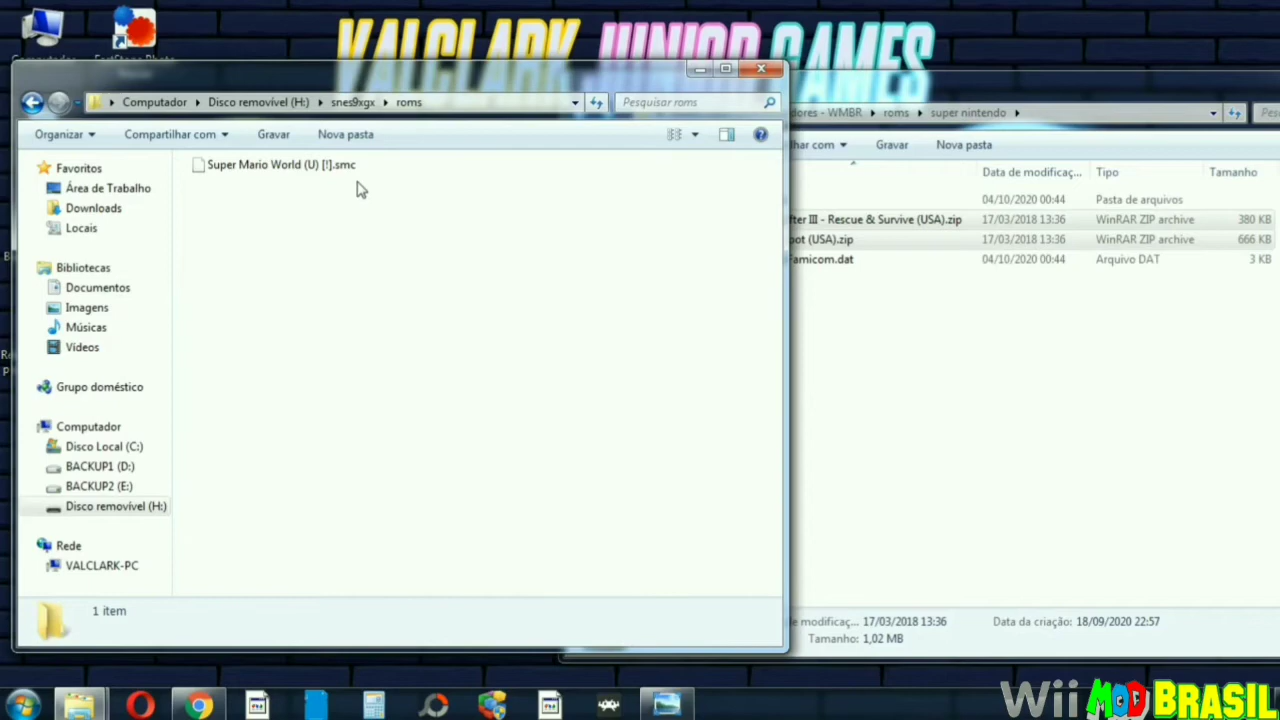 VALCLARK JUNIOR GAMES
Computador ▸ Disco removível (H:) ▸ snes9xgx ▸ roms
Pesquisar roms
Organizar
Compartilhar com
Gravar
Nova pasta
Favoritos
Área de Trabalho
Downloads
Locais
Bibliotecas
Documentos
Imagens
Músicas
Vídeos
Grupo doméstico
Computador
Disco Local (C:)
BACKUP1 (D:)
BACKUP2 (E:)
Disco removível (H:)
Rede
VALCLARK-PC
Super Mario World (U) [!].smc
1 item
dores - WMBR ▸ roms ▸ super nintendo
har com
Gravar
Nova pasta
Data de modificaç...
Tipo
Tamanho
04/10/2020 00:44
Pasta de arquivos
fter III - Rescue & Survive (USA).zip
17/03/2018 13:36
WinRAR ZIP archive
380 KB
oot (USA).zip
17/03/2018 13:36
WinRAR ZIP archive
666 KB
Famicom.dat
04/10/2020 00:44
Arquivo DAT
3 KB
de modificaç... 17/03/2018 13:36
Data da criação: 18/09/2020 22:57
Tamanho: 1,02 MB
Wii MOD BRASIL